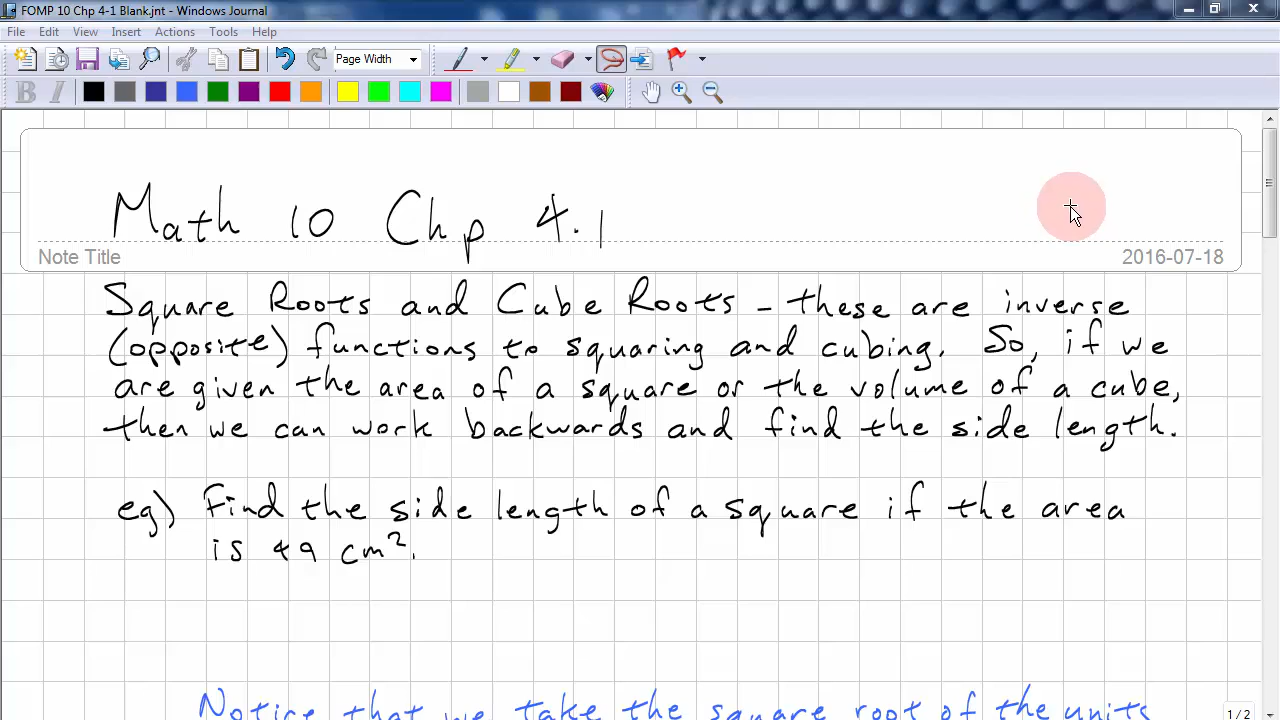 FOMP 10 Chp 4-1 Blank.jnt - Windows Journal
File Edit View Insert Actions Tools Help
Page Width
B I
Math 10 Chp 4.1
Note Title
2016-07-18
Square Roots and Cube Roots - these are inverse
(opposite) functions to squaring and cubing. So, if we
are given the area of a square or the volume of a cube,
then we can work backwards and find the side length.
eg) Find the side length of a square if the area
is 49 cm².
Notice that we take the square root of the units
1/2